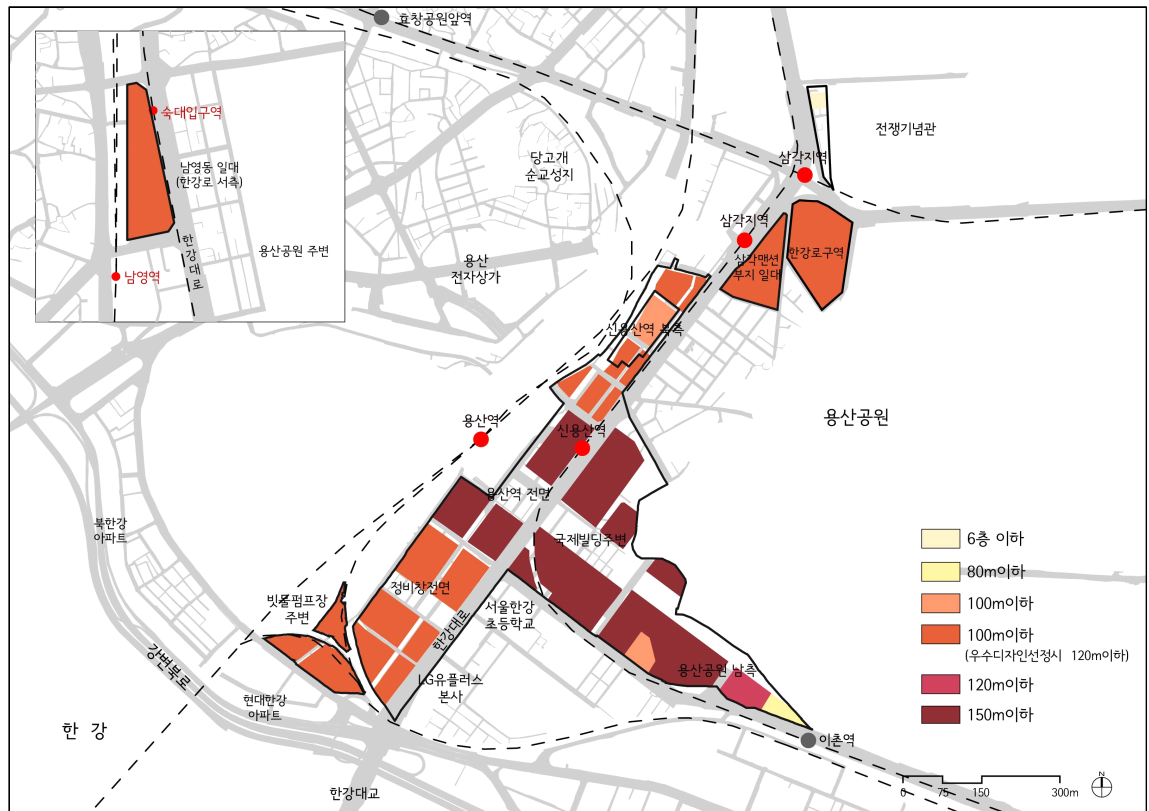 효창공원앞역
숙대입구역
남영동 일대
(한강로 서측)
한강대로
용산공원 주변
남영역
전쟁기념관
당고개
순교성지
삼각지역
삼각지역
삼각맨션
부지 일대
한강로구역
용산
전자상가
신용산역 북측
용산공원
용산역
신용산역
용산역 전면
국제빌딩주변
북한강
아파트
정비창전면
빗물펌프장
주변
서울한강
초등학교
한강대로
강변북로
LG유플러스
본사
용산공원 남측
현대한강
아파트
한 강
이촌역
한강대교
6층 이하
80m이하
100m이하
100m이하
(우수디자인선정시 120m이하)
120m이하
150m이하
N
0 75 150 300m